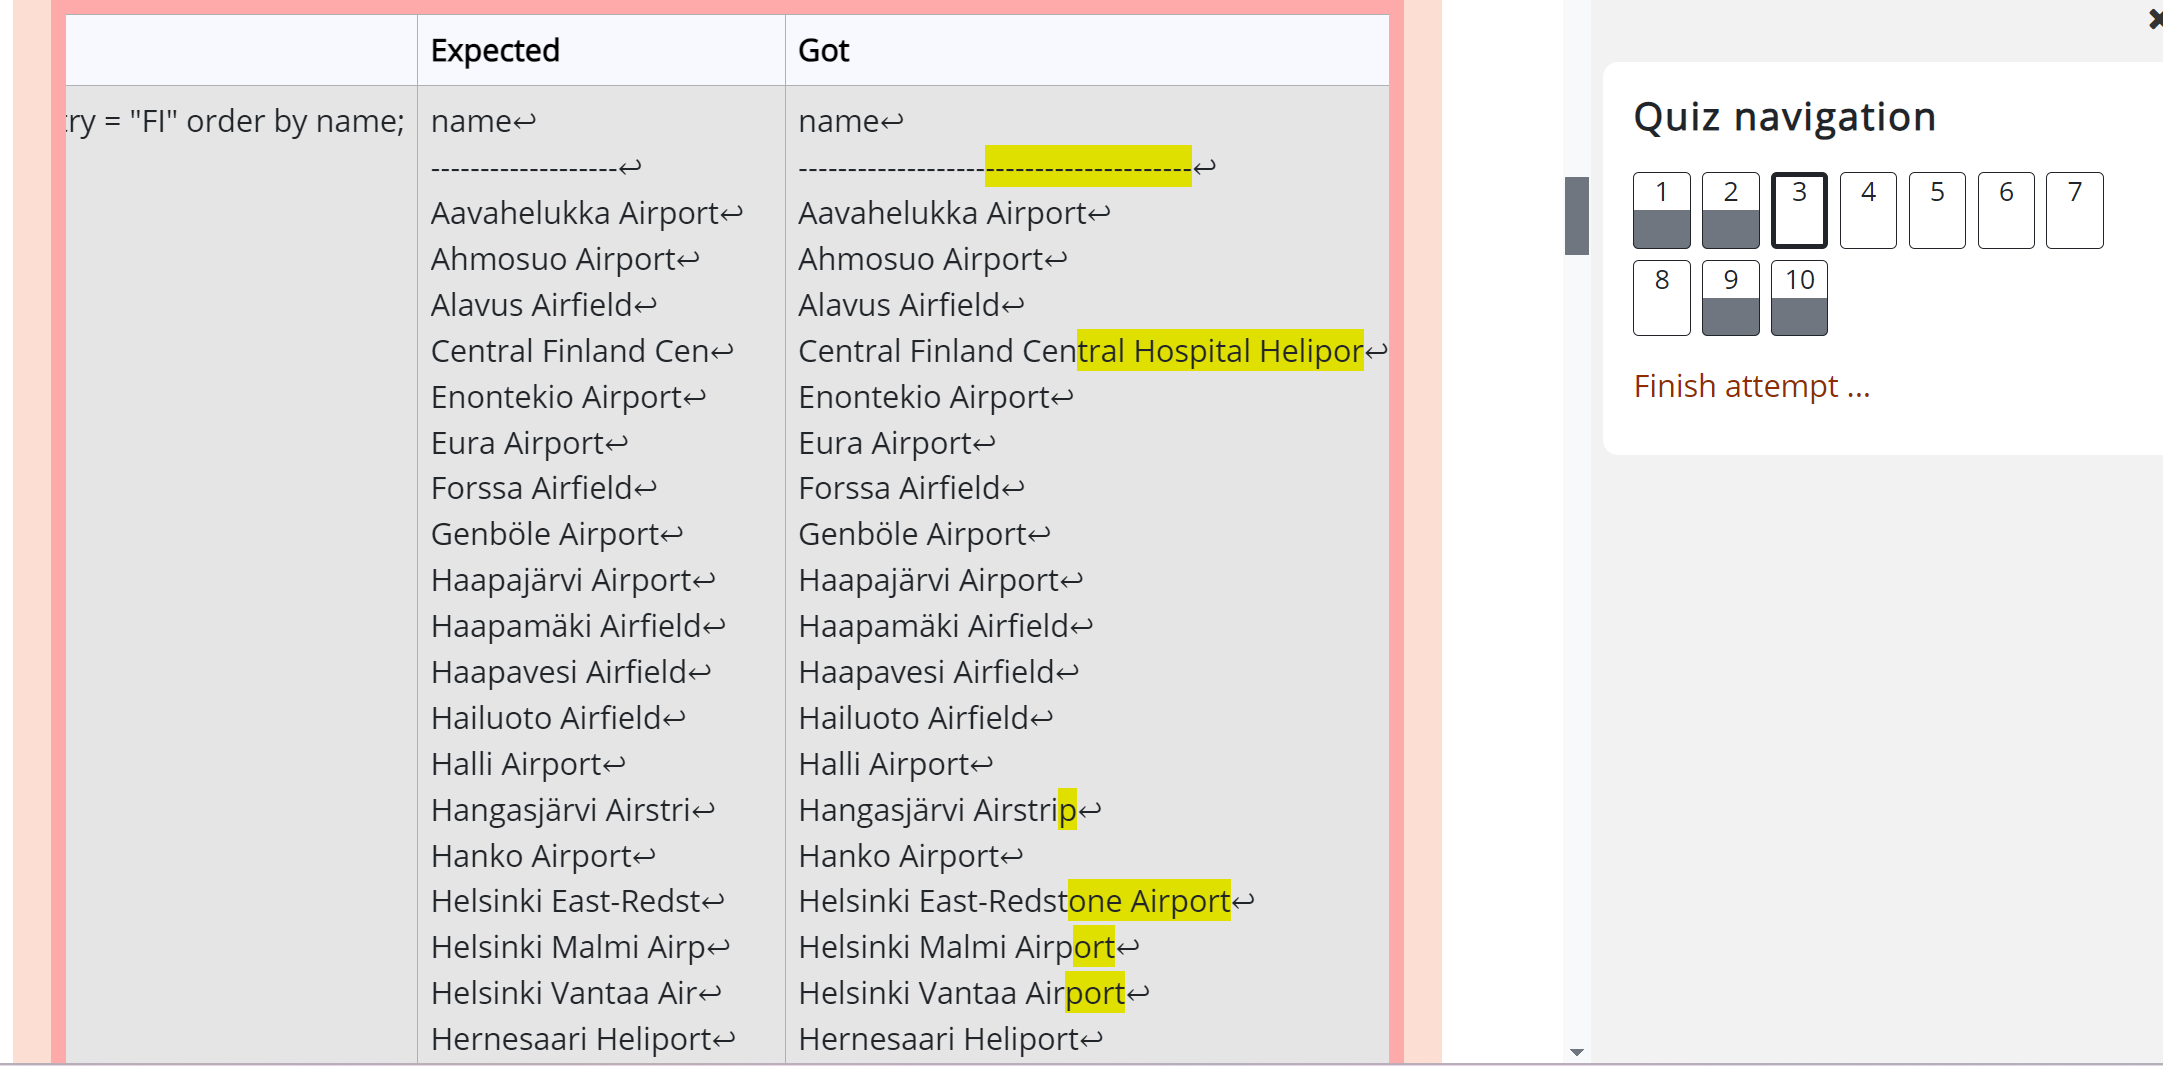 Expected Got
try = "FI" order by name; name↩ name↩
-------------------↩ ----------------------------------------↩
Aavahelukka Airport↩ Aavahelukka Airport↩
Ahmosuo Airport↩ Ahmosuo Airport↩
Alavus Airfield↩ Alavus Airfield↩
Central Finland Cen↩ Central Finland Central Hospital Helipor↩
Enontekio Airport↩ Enontekio Airport↩
Eura Airport↩ Eura Airport↩
Forssa Airfield↩ Forssa Airfield↩
Genböle Airport↩ Genböle Airport↩
Haapajärvi Airport↩ Haapajärvi Airport↩
Haapamäki Airfield↩ Haapamäki Airfield↩
Haapavesi Airfield↩ Haapavesi Airfield↩
Hailuoto Airfield↩ Hailuoto Airfield↩
Halli Airport↩ Halli Airport↩
Hangasjärvi Airstri↩ Hangasjärvi Airstrip↩
Hanko Airport↩ Hanko Airport↩
Helsinki East-Redst↩ Helsinki East-Redstone Airport↩
Helsinki Malmi Airp↩ Helsinki Malmi Airport↩
Helsinki Vantaa Air↩ Helsinki Vantaa Airport↩
Hernesaari Heliport↩ Hernesaari Heliport↩
Quiz navigation
1 2 3 4 5 6 7
8 9 10
Finish attempt ...